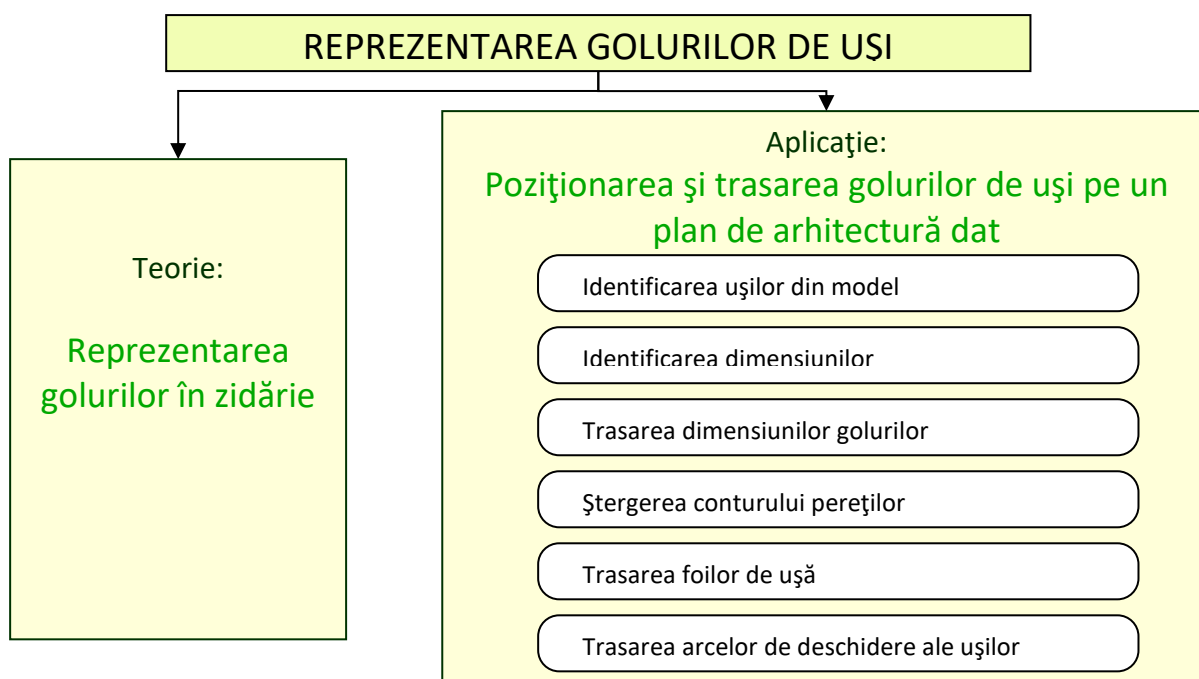 REPREZENTAREA GOLURILOR DE UȘI
Teorie:
Reprezentarea
golurilor în zidărie
Aplicaţie:
Poziţionarea şi trasarea golurilor de uşi pe un
plan de arhitectură dat
Identificarea uşilor din model
Identificarea dimensiunilor
Trasarea dimensiunilor golurilor
Ştergerea conturului pereţilor
Trasarea foilor de uşă
Trasarea arcelor de deschidere ale uşilor